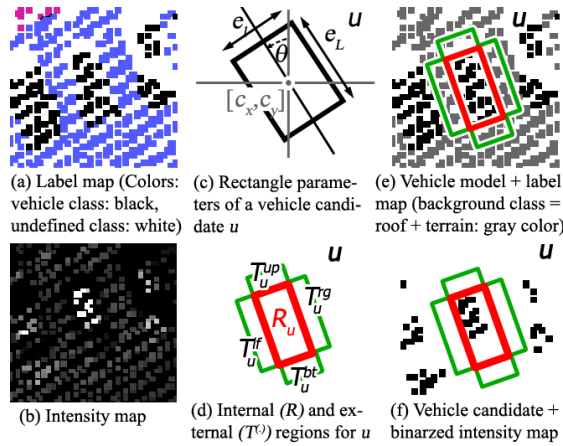 e_l
u
e_L
θ
[c_x,c_y]
u
(a) Label map (Colors:
vehicle class: black,
undefined class: white)
(c) Rectangle parame-
ters of a vehicle candi-
date u
(e) Vehicle model + label
map (background class =
roof + terrain: gray color)
u
T_u^up
T_u^rg
R_u
T_u^lf
T_u^bt
u
(b) Intensity map
(d) Internal (R) and ex-
ternal (T^(.)) regions for u
(f) Vehicle candidate +
binarzed intensity map